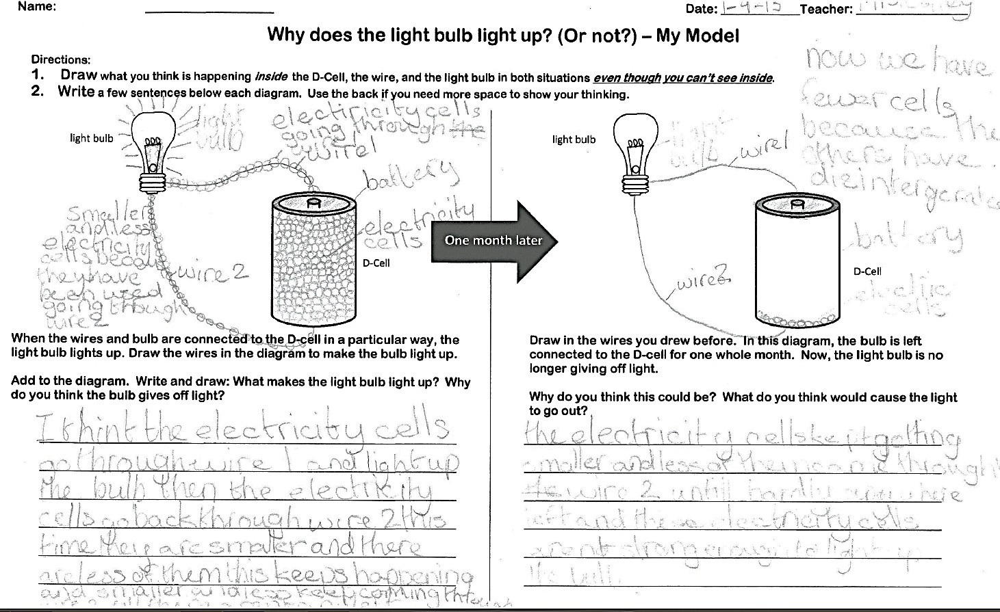 Name:
Date: 1-9-13 Teacher:
Why does the light bulb light up? (Or not?) – My Model
Directions:
1. Draw what you think is happening inside the D-Cell, the wire, and the light bulb in both situations even though you can't see inside.
2. Write a few sentences below each diagram. Use the back if you need more space to show your thinking.
light bulb
light
bulb
electiricity cells
going through the
wire1
battery
electricity
cells
D-Cell
smaller
and less
electricity
cells becau
they have
been used
going through
wire 2
wire 2
One month later
now we have
fewer cells
because the
others have
disintergerate
light bulb
light
bulb
wire1
battery
D-Cell
electric
cells
wire2
When the wires and bulb are connected to the D-cell in a particular way, the
light bulb lights up. Draw the wires in the diagram to make the bulb light up.
Add to the diagram. Write and draw: What makes the light bulb light up? Why
do you think the bulb gives off light?
I thint the electricity cells
go through wire 1 and light up
the bulb then the electricity
cells go back through wire 2 this
time they are smaller and there
are less of them this keeps happening
and smaller and less keep coming through
Draw in the wires you drew before. In this diagram, the bulb is left
connected to the D-cell for one whole month. Now, the light bulb is no
longer giving off light.
Why do you think this could be? What do you think would cause the light
to go out?
the electricity cells kept getting
smaller and less of them came through
the wire 2 untill hardly were
left and these electricity cells
arent strong enough to light up
the bulb.